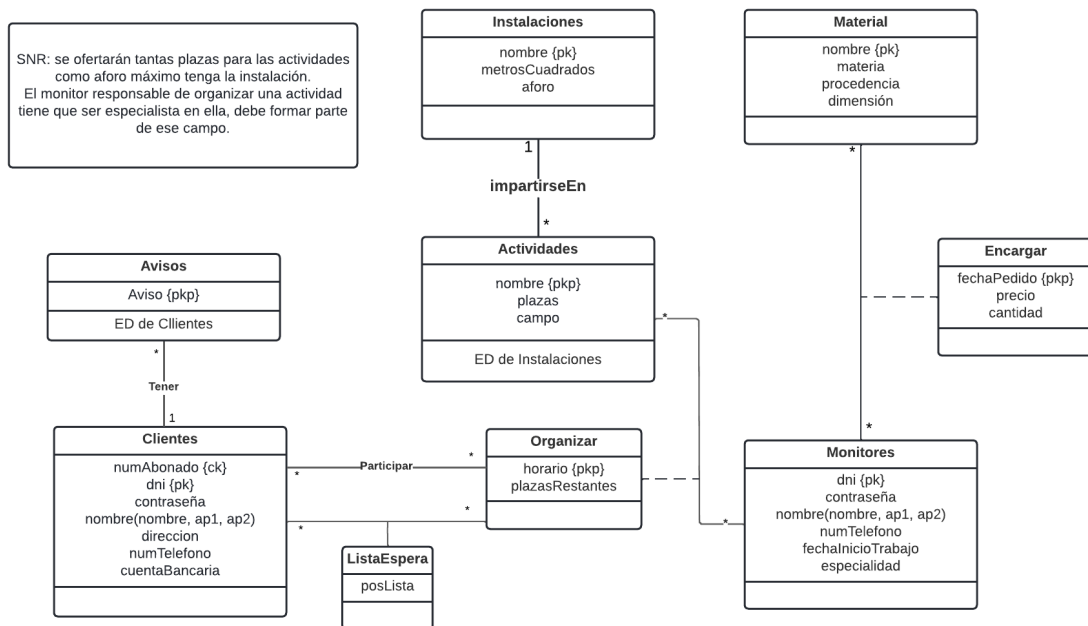 SNR: se ofertarán tantas plazas para las actividades
como aforo máximo tenga la instalación.
El monitor responsable de organizar una actividad
tiene que ser especialista en ella, debe formar parte
de ese campo.
Instalaciones
nombre {pk}
metrosCuadrados
aforo
Material
nombre {pk}
materia
procedencia
dimensión
1
impartirseEn
*
*
Actividades
nombre {pkp}
plazas
campo
ED de Instalaciones
*
Encargar
fechaPedido {pkp}
precio
cantidad
*
Avisos
Aviso {pkp}
ED de Cllientes
*
Tener
1
Clientes
numAbonado {ck}
dni {pk}
contraseña
nombre(nombre, ap1, ap2)
direccion
numTelefono
cuentaBancaria
*
Participar
*
*
*
Organizar
horario {pkp}
plazasRestantes
ListaEspera
posLista
*
Monitores
dni {pk}
contraseña
nombre(nombre, ap1, ap2)
numTelefono
fechaInicioTrabajo
especialidad